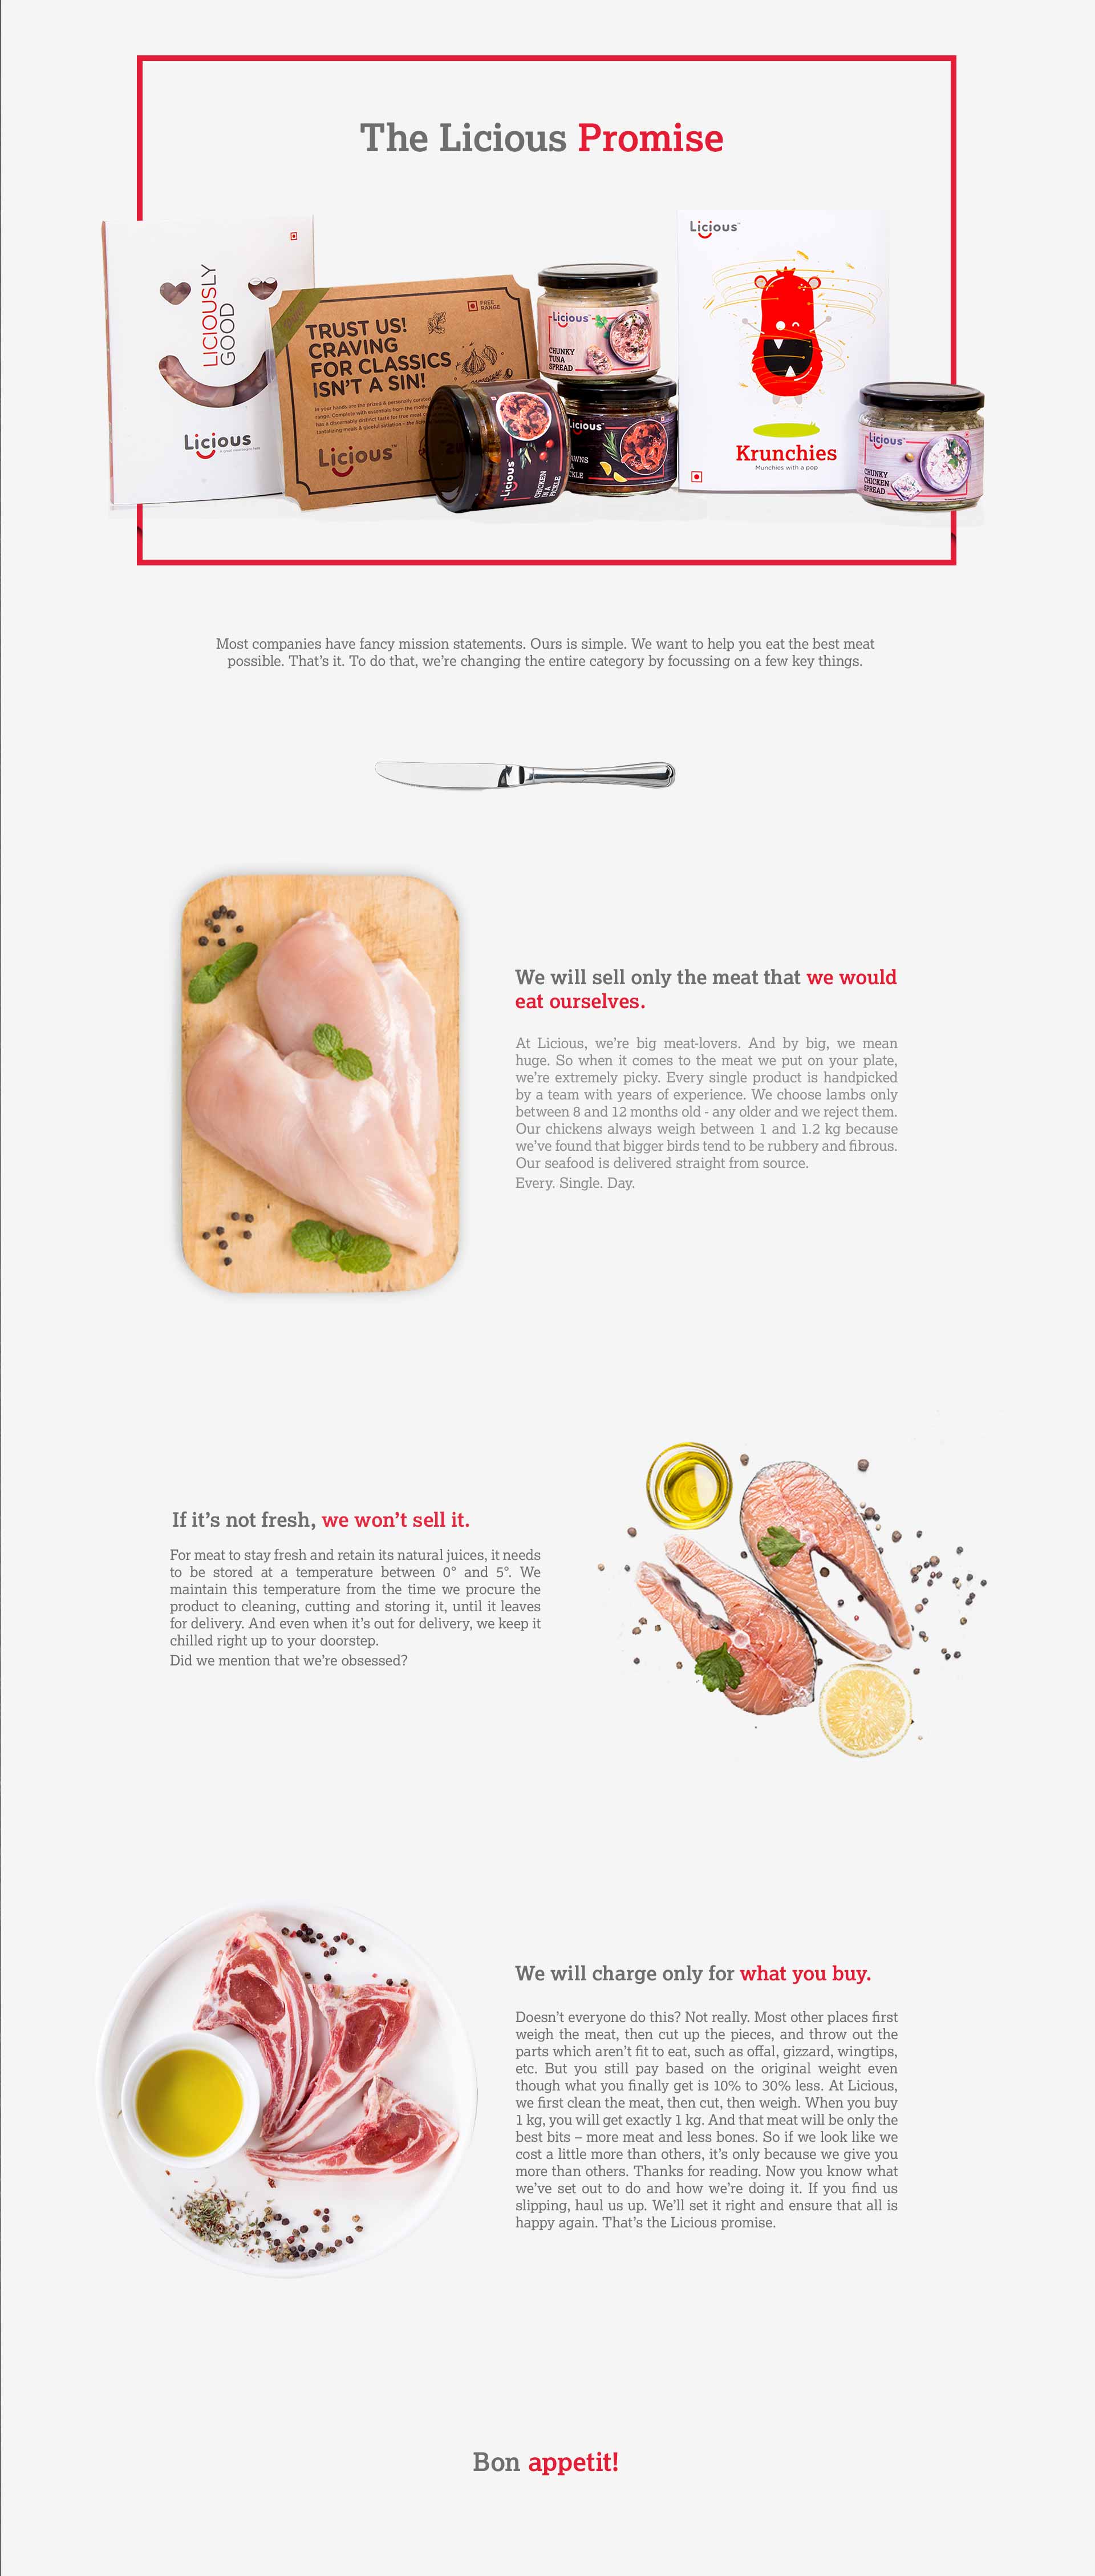 The Licious Promise
LICIOUSLY
GOOD
Licious
FREE
RANGE
TRUST US!
CRAVING
FOR CLASSICS
ISN'T A SIN!
Licious™
Licious
CHUNKY
TUNA
SPREAD
Licious
CHICKEN
IN A
PICKLE
Licious
Licious
Krunchies
Munchies with a pop
Licious
CHUNKY
CHICKEN
SPREAD
Most companies have fancy mission statements. Ours is simple. We want to help you eat the best meat
possible. That's it. To do that, we're changing the entire category by focussing on a few key things.
We will sell only the meat that we would
eat ourselves.
At Licious, we're big meat-lovers. And by big, we mean
huge. So when it comes to the meat we put on your plate,
we're extremely picky. Every single product is handpicked
by a team with years of experience. We choose lambs only
between 8 and 12 months old - any older and we reject them.
Our chickens always weigh between 1 and 1.2 kg because
we've found that bigger birds tend to be rubbery and fibrous.
Our seafood is delivered straight from source.
Every. Single. Day.
If it's not fresh, we won't sell it.
For meat to stay fresh and retain its natural juices, it needs
to be stored at a temperature between 0° and 5°. We
maintain this temperature from the time we procure the
product to cleaning, cutting and storing it, until it leaves
for delivery. And even when it's out for delivery, we keep it
chilled right up to your doorstep.
Did we mention that we're obsessed?
We will charge only for what you buy.
Doesn't everyone do this? Not really. Most other places first
weigh the meat, then cut up the pieces, and throw out the
parts which aren't fit to eat, such as offal, gizzard, wingtips,
etc. But you still pay based on the original weight even
though what you finally get is 10% to 30% less. At Licious,
we first clean the meat, then cut, then weigh. When you buy
1 kg, you will get exactly 1 kg. And that meat will be only the
best bits – more meat and less bones. So if we look like we
cost a little more than others, it's only because we give you
more than others. Thanks for reading. Now you know what
we've set out to do and how we're doing it. If you find us
slipping, haul us up. We'll set it right and ensure that all is
happy again. That's the Licious promise.
Bon appetit!